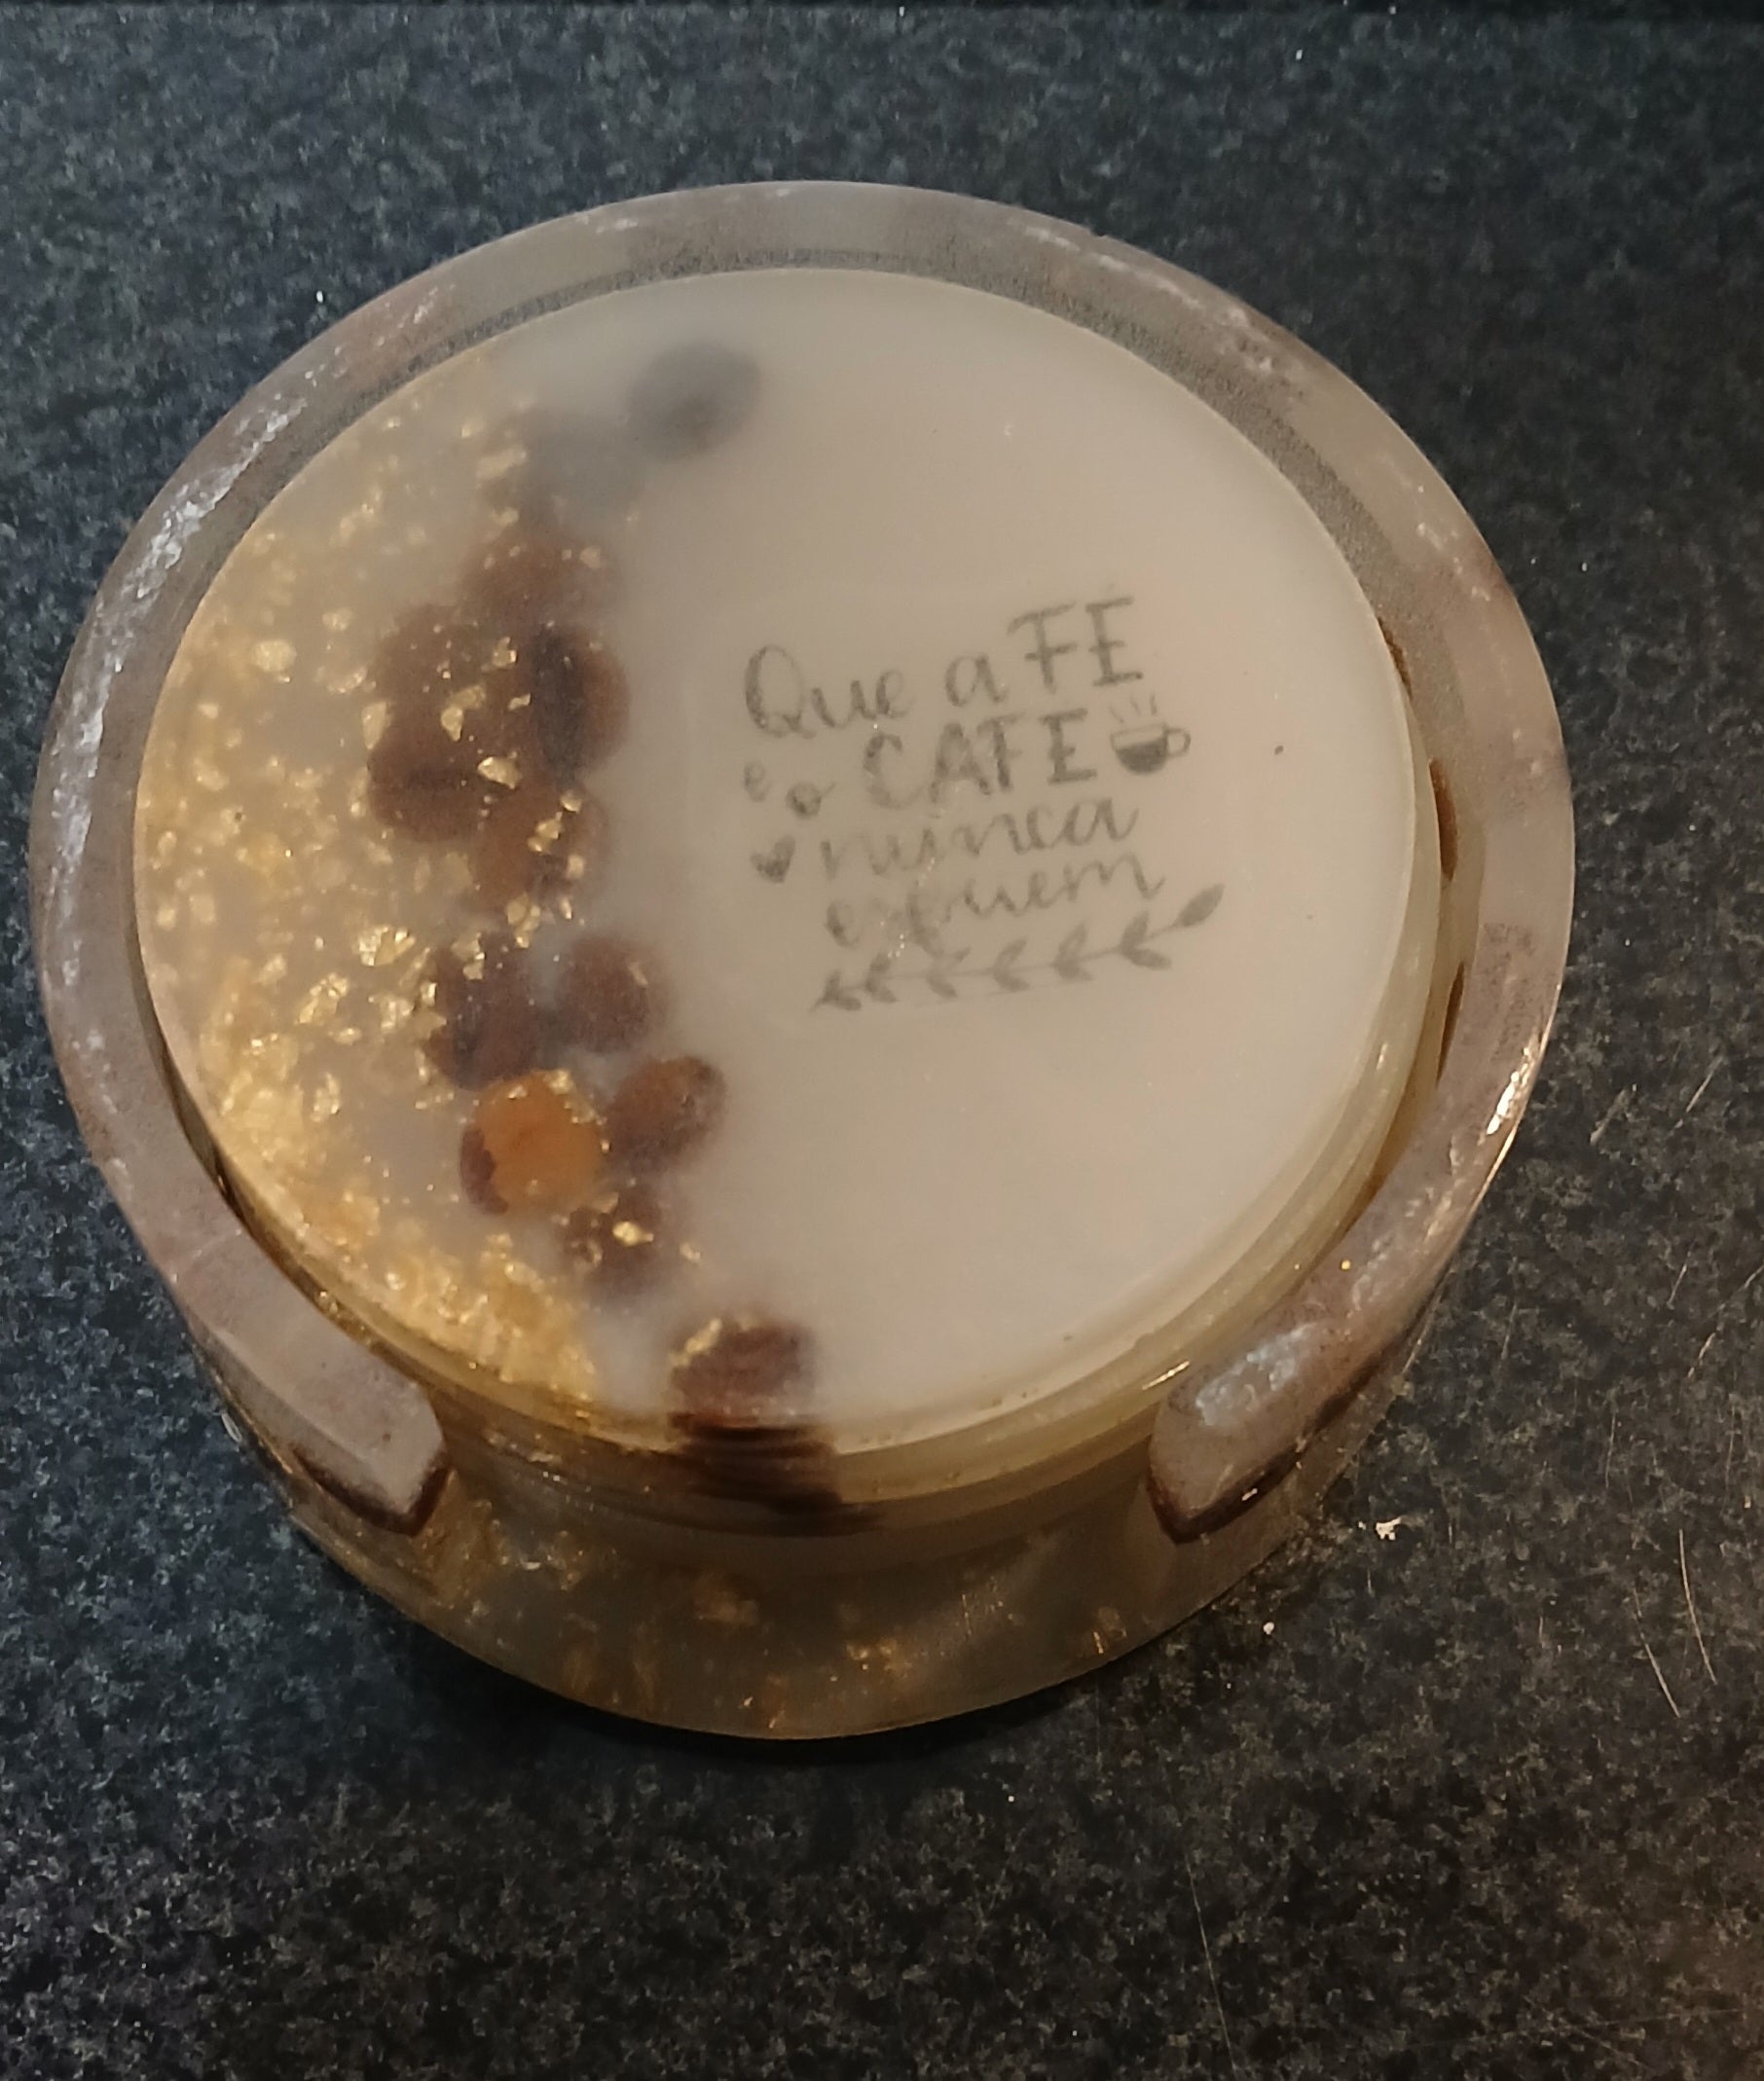 Que a FE
e o CAFE
nunca
esfriem